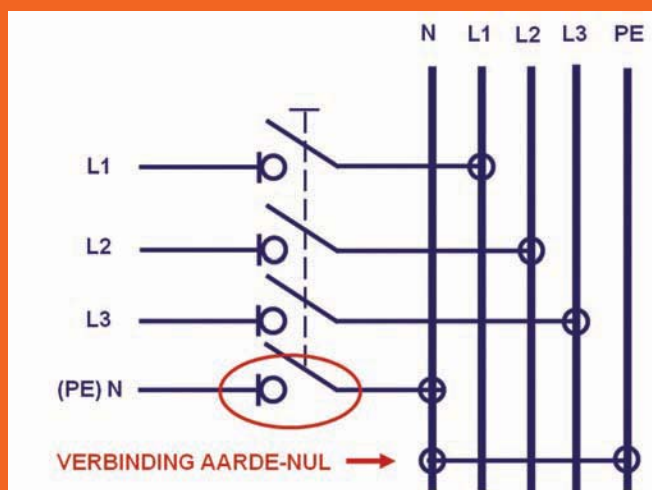 N L1 L2 L3 PE
L1
L2
L3
(PE) N
VERBINDING AARDE-NUL